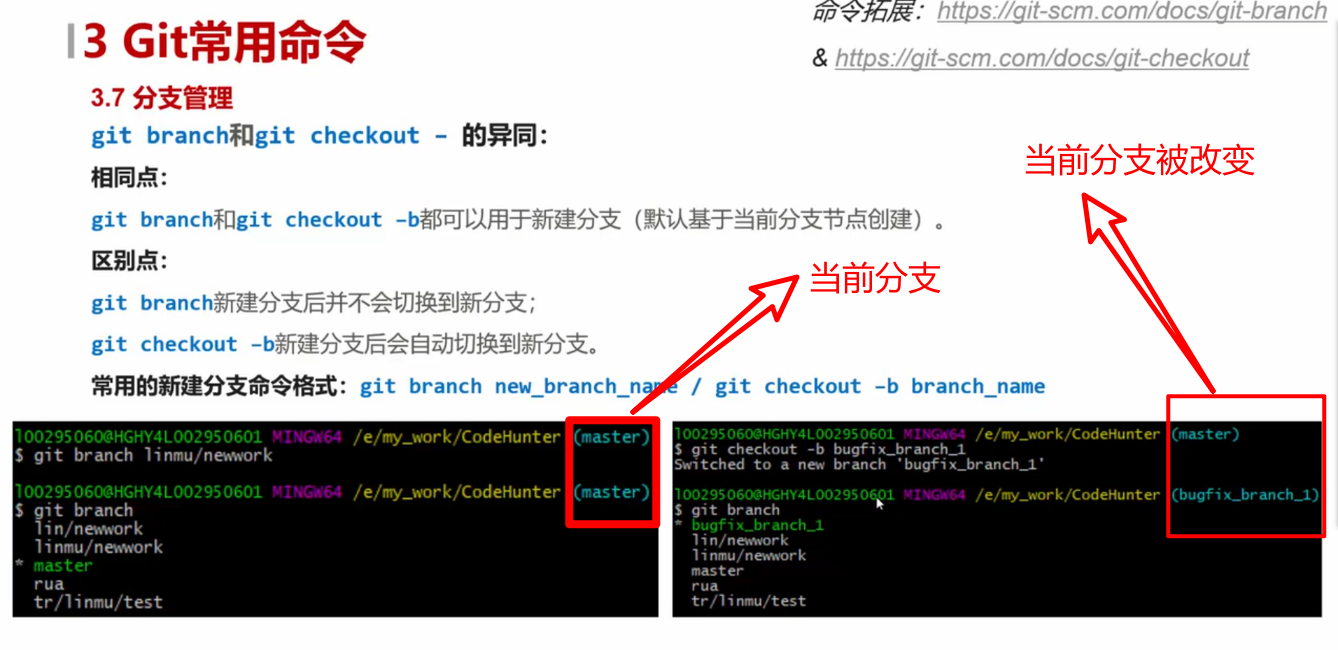 命令拓展：https://git-scm.com/docs/git-branch
& https://git-scm.com/docs/git-checkout
3 Git常用命令
3.7 分支管理
git branch和git checkout – 的异同：
相同点：
git branch和git checkout –b都可以用于新建分支（默认基于当前分支节点创建）。
区别点：
git branch新建分支后并不会切换到新分支；
git checkout –b新建分支后会自动切换到新分支。
常用的新建分支命令格式：git branch new_branch_name / git checkout –b branch_name
当前分支被改变
当前分支
l00295060@HGHY4L002950601 MINGW64 /e/my_work/CodeHunter (master)
$ git branch linmu/newwork
l00295060@HGHY4L002950601 MINGW64 /e/my_work/CodeHunter (master)
$ git branch
lin/newwork
linmu/newwork
* master
rua
tr/linmu/test
l00295060@HGHY4L002950601 MINGW64 /e/my_work/CodeHunter (master)
$ git checkout -b bugfix_branch_1
Switched to a new branch 'bugfix_branch_1'
l00295060@HGHY4L002950601 MINGW64 /e/my_work/CodeHunter (bugfix_branch_1)
$ git branch
* bugfix_branch_1
lin/newwork
linmu/newwork
master
rua
tr/linmu/test